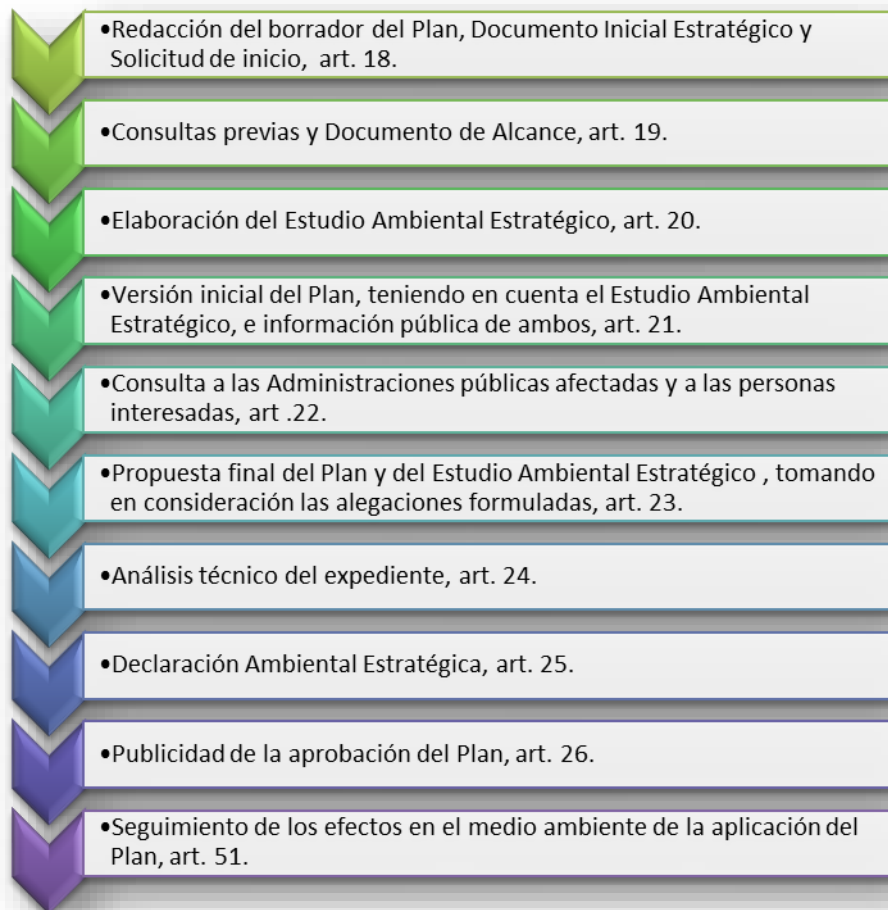 •Redacción del borrador del Plan, Documento Inicial Estratégico y
Solicitud de inicio, art. 18.
•Consultas previas y Documento de Alcance, art. 19.
•Elaboración del Estudio Ambiental Estratégico, art. 20.
•Versión inicial del Plan, teniendo en cuenta el Estudio Ambiental
Estratégico, e información pública de ambos, art. 21.
•Consulta a las Administraciones públicas afectadas y a las personas
interesadas, art .22.
•Propuesta final del Plan y del Estudio Ambiental Estratégico , tomando
en consideración las alegaciones formuladas, art. 23.
•Análisis técnico del expediente, art. 24.
•Declaración Ambiental Estratégica, art. 25.
•Publicidad de la aprobación del Plan, art. 26.
•Seguimiento de los efectos en el medio ambiente de la aplicación del
Plan, art. 51.